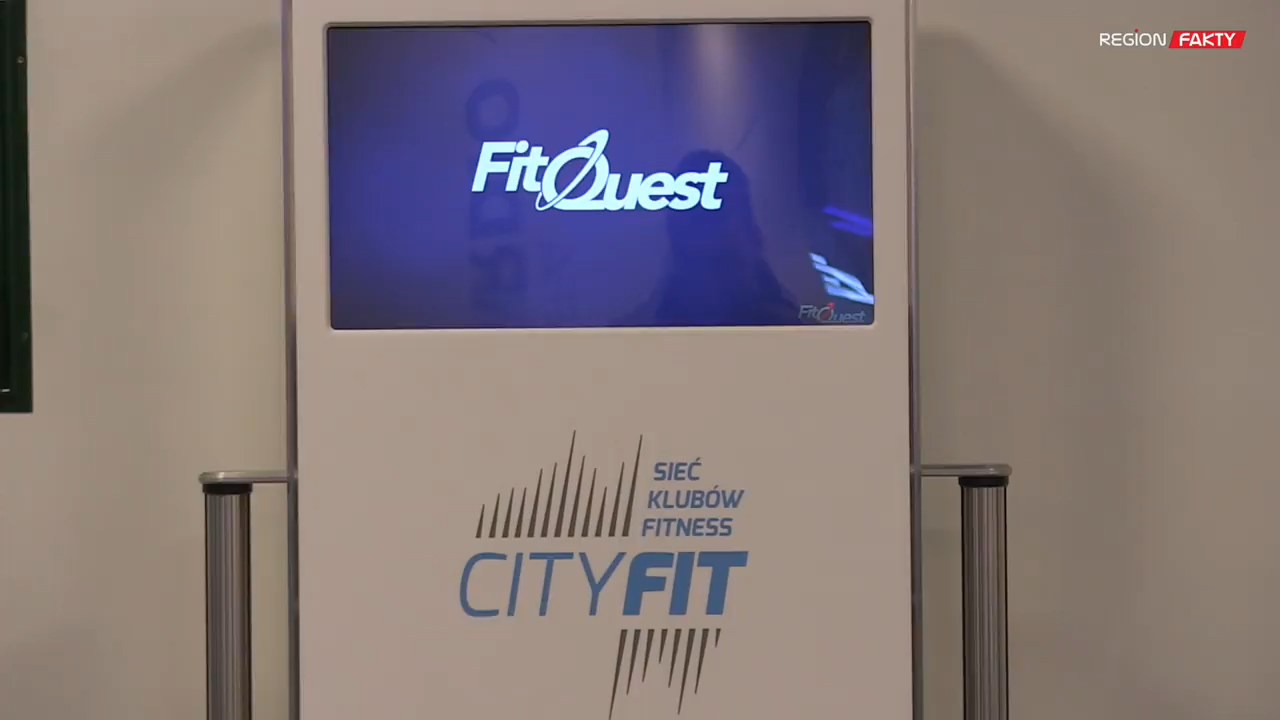 REGION FAKTY
FitQuest
FitQuest
SIEĆ
KLUBÓW
FITNESS
CITYFIT